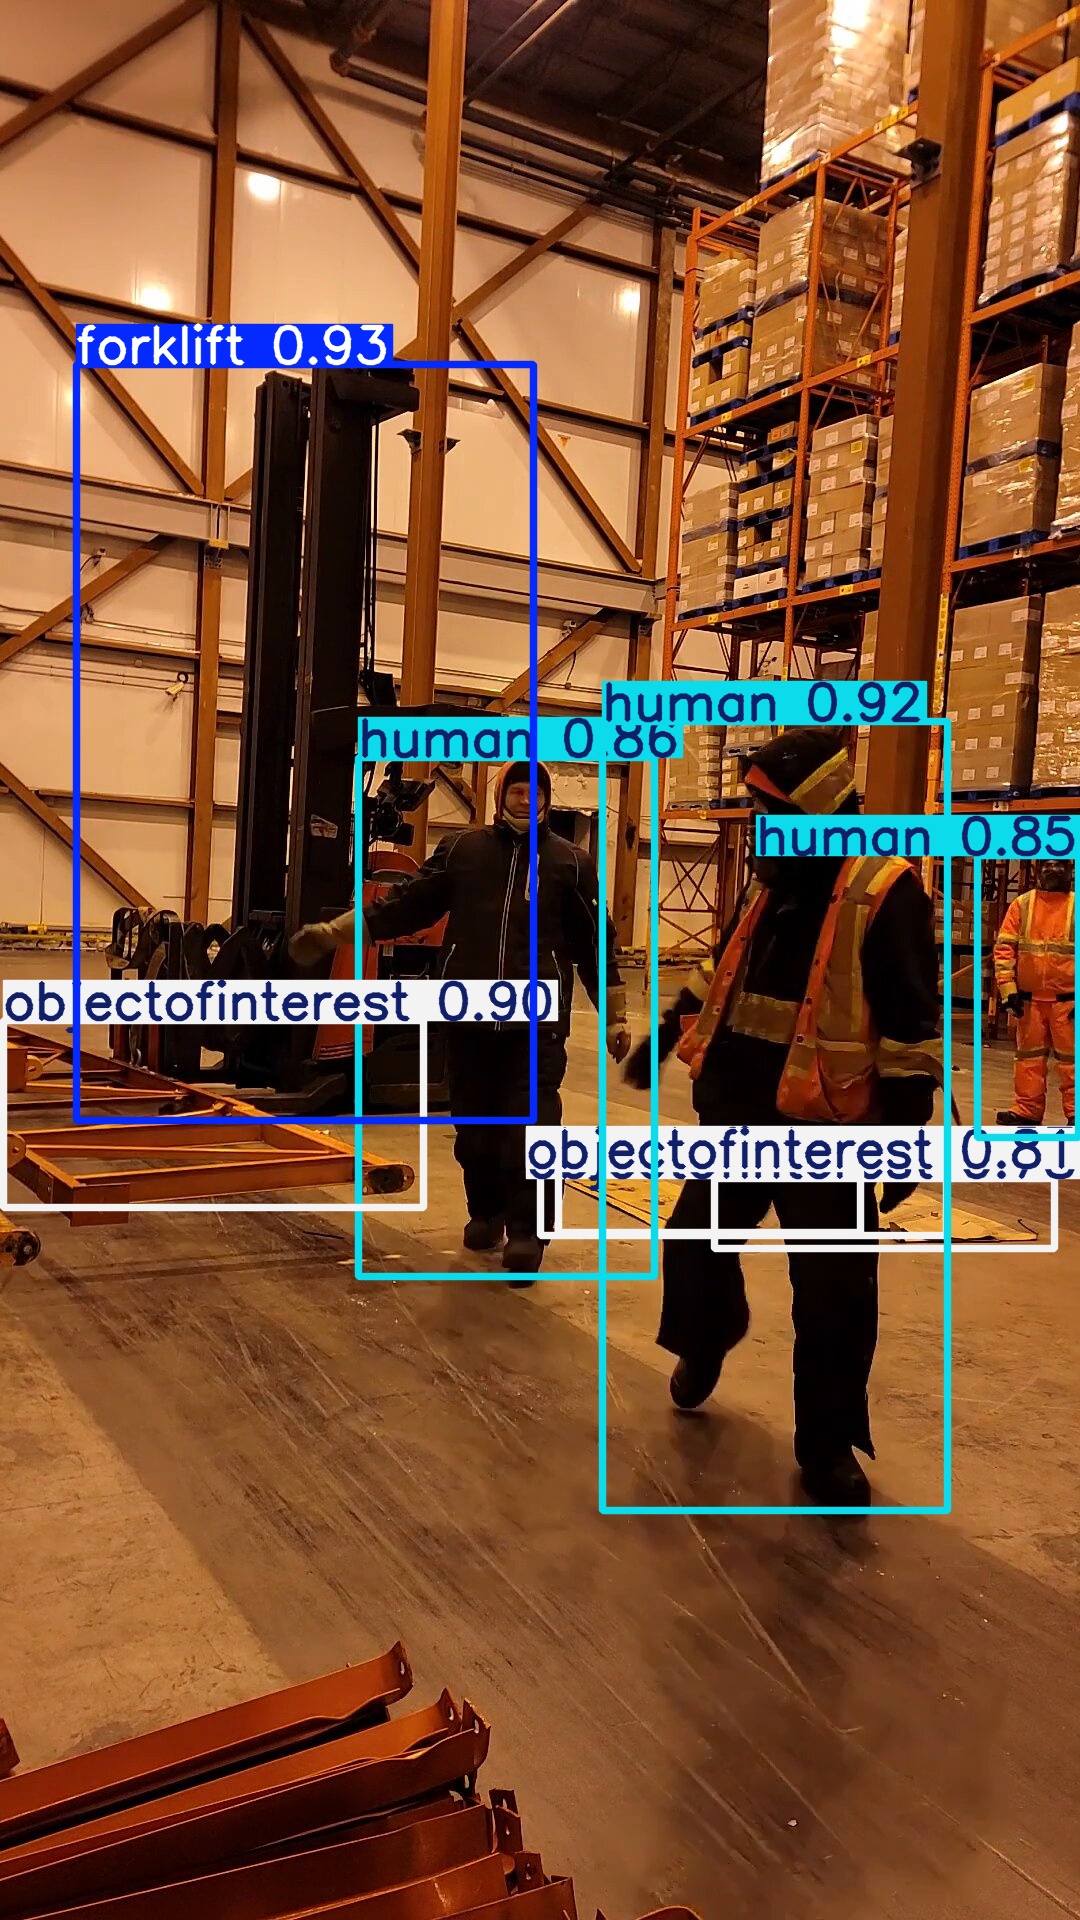 forklift 0.93
human 0.92
human 0.86
human 0.85
objectofinterest 0.90
objectofinterest 0.81